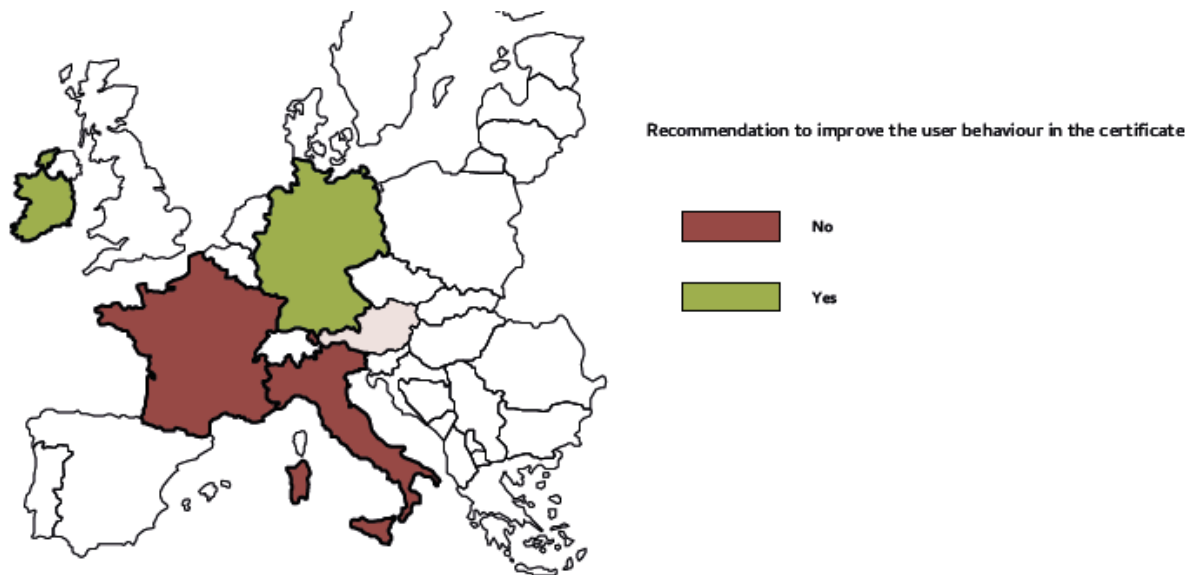 Recommendation to improve the user behaviour in the certificate
No
Yes